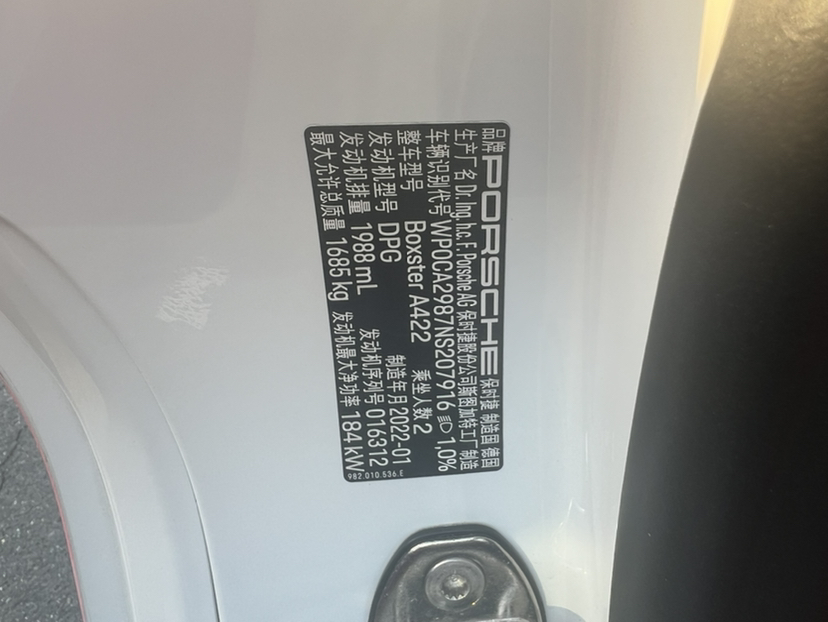 品牌 PORSCHE 保时捷 制造国 德国
生产厂名 Dr. Ing. h.c. F. Porsche AG 保时捷股份公司斯图加特工厂制造
车辆识别代号 WP0CA2987NS207916 1,0%
整车型号 Boxster A422 乘坐人数 2
发动机型号 DPG 制造年月 2022-01
发动机排量 1988 mL 发动机序列号 016312
最大允许总质量 1685 kg 发动机最大净功率 184 kW
982.010.536.E